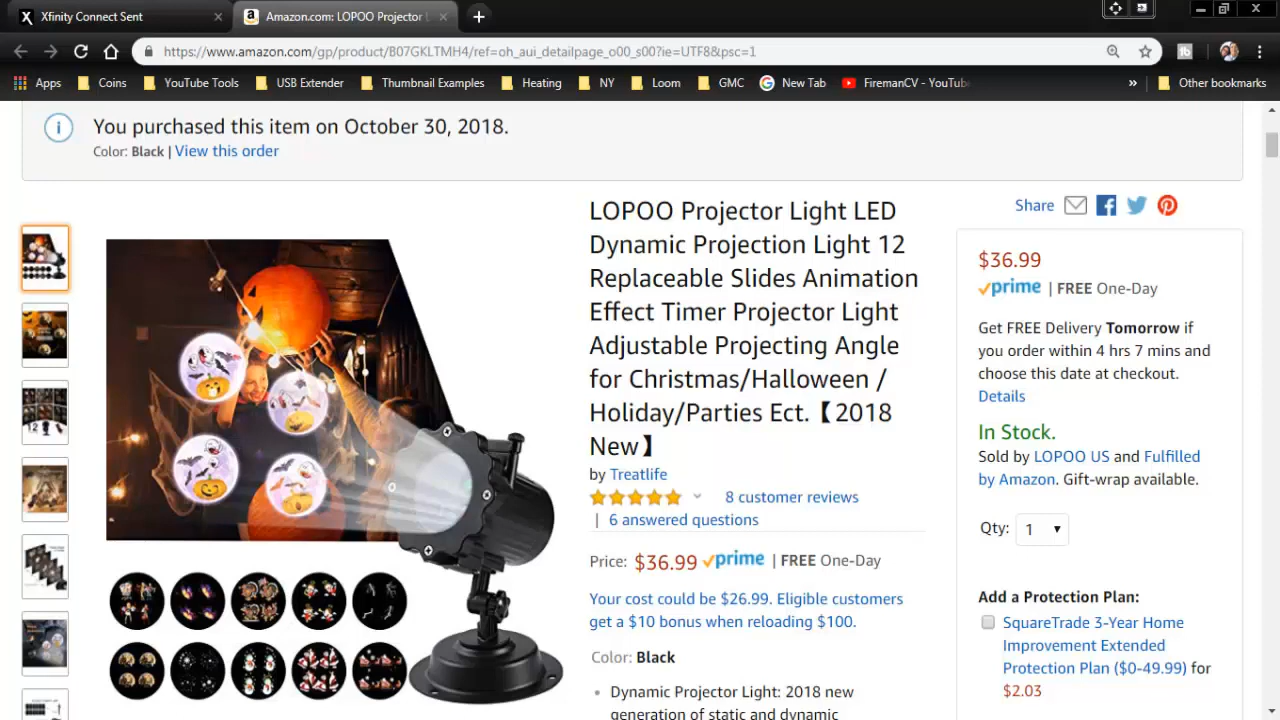 Xfinity Connect Sent
Amazon.com: LOPOO Projector L
https://www.amazon.com/gp/product/B07GKLTMH4/ref=oh_aui_detailpage_o00_s00?ie=UTF8&psc=1
Apps Coins YouTube Tools USB Extender Thumbnail Examples Heating NY Loom GMC New Tab FiremanCV - YouTube » Other bookmarks
You purchased this item on October 30, 2018.
Color: Black | View this order
Share
LOPOO Projector Light LED
Dynamic Projection Light 12
Replaceable Slides Animation
Effect Timer Projector Light
Adjustable Projecting Angle
for Christmas/Halloween /
Holiday/Parties Ect.【2018
New】
by Treatlife
8 customer reviews
| 6 answered questions
Price: $36.99 prime | FREE One-Day
Your cost could be $26.99. Eligible customers
get a $10 bonus when reloading $100.
Color: Black
• Dynamic Projector Light: 2018 new
generation of static and dynamic
$36.99
prime | FREE One-Day
Get FREE Delivery Tomorrow if
you order within 4 hrs 7 mins and
choose this date at checkout.
Details
In Stock.
Sold by LOPOO US and Fulfilled
by Amazon. Gift-wrap available.
Qty: 1
Add a Protection Plan:
SquareTrade 3-Year Home
Improvement Extended
Protection Plan ($0-49.99) for
$2.03